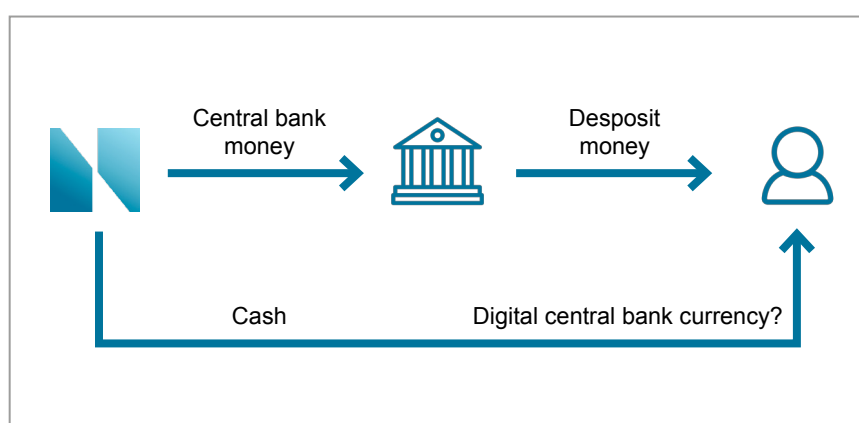 Central bank
money
Desposit
money
Cash
Digital central bank currency?